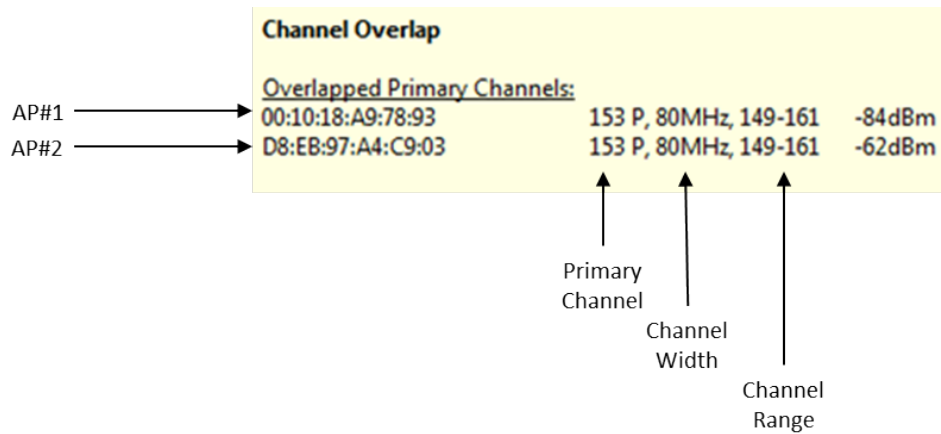 Channel Overlap
Overlapped Primary Channels:
AP#1 00:10:18:A9:78:93 153 P, 80MHz, 149-161 -84dBm
AP#2 D8:EB:97:A4:C9:03 153 P, 80MHz, 149-161 -62dBm
Primary
Channel
Channel
Width
Channel
Range